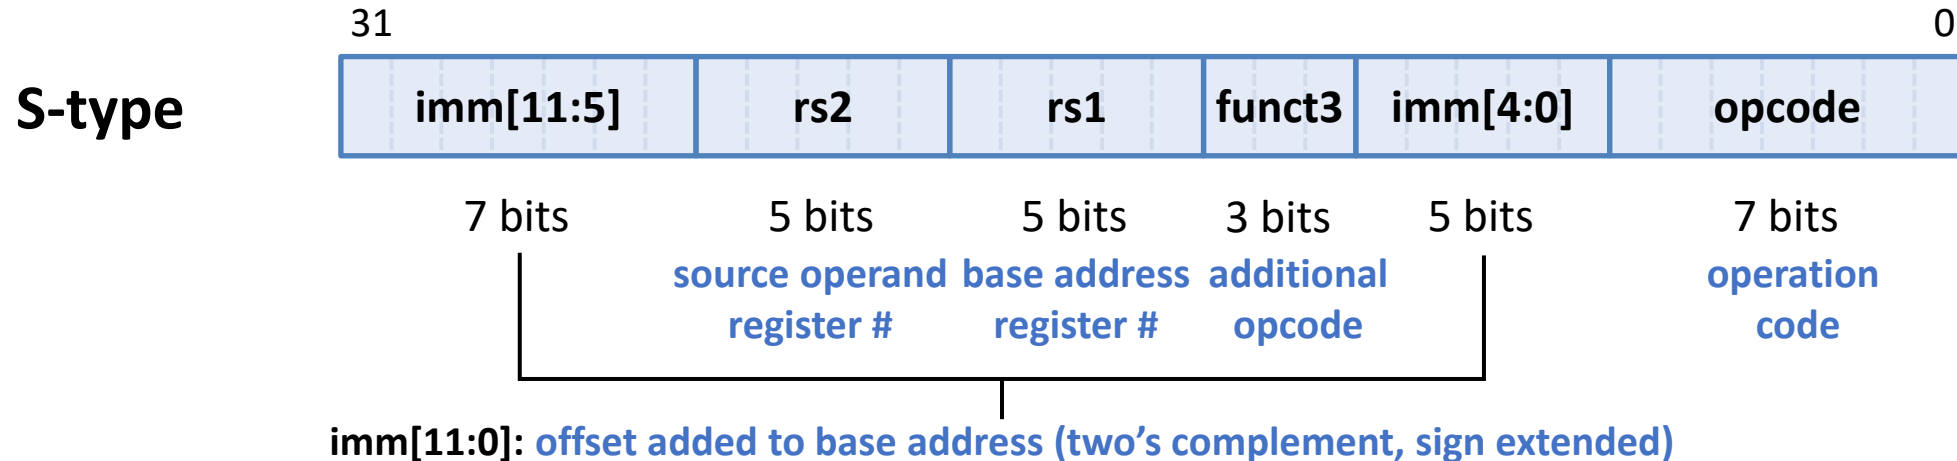 31 0
S-type imm[11:5] rs2 rs1 funct3 imm[4:0] opcode
7 bits 5 bits 5 bits 3 bits 5 bits 7 bits
source operand base address additional operation
register # register # opcode code
imm[11:0]: offset added to base address (two’s complement, sign extended)